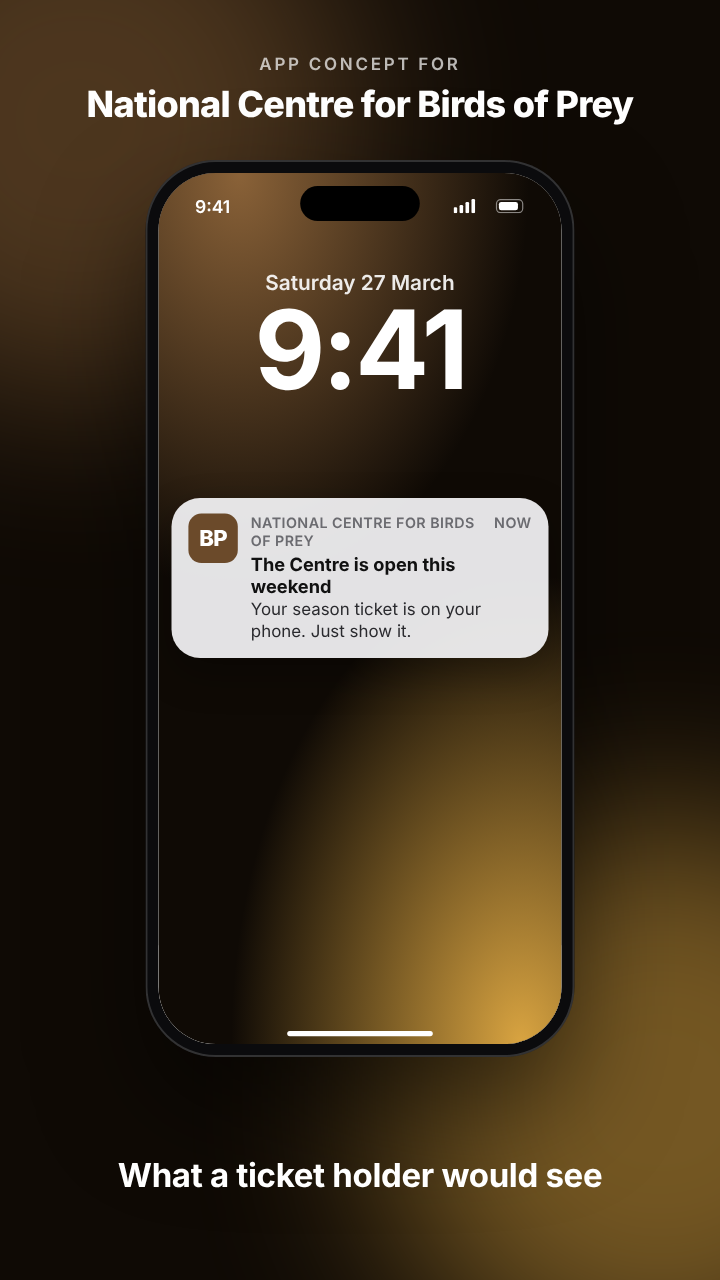 APP CONCEPT FOR
National Centre for Birds of Prey
9:41
Saturday 27 March
9:41
BP
NATIONAL CENTRE FOR BIRDS NOW
OF PREY
The Centre is open this
weekend
Your season ticket is on your
phone. Just show it.
What a ticket holder would see